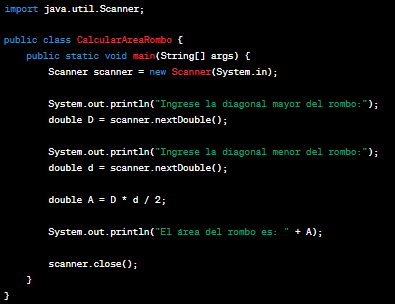 import java.util.Scanner;
public class CalcularAreaRombo {
public static void main(String[] args) {
Scanner scanner = new Scanner(System.in);
System.out.println("Ingrese la diagonal mayor del rombo:");
double D = scanner.nextDouble();
System.out.println("Ingrese la diagonal menor del rombo:");
double d = scanner.nextDouble();
double A = D * d / 2;
System.out.println("El área del rombo es: " + A);
scanner.close();
}
}